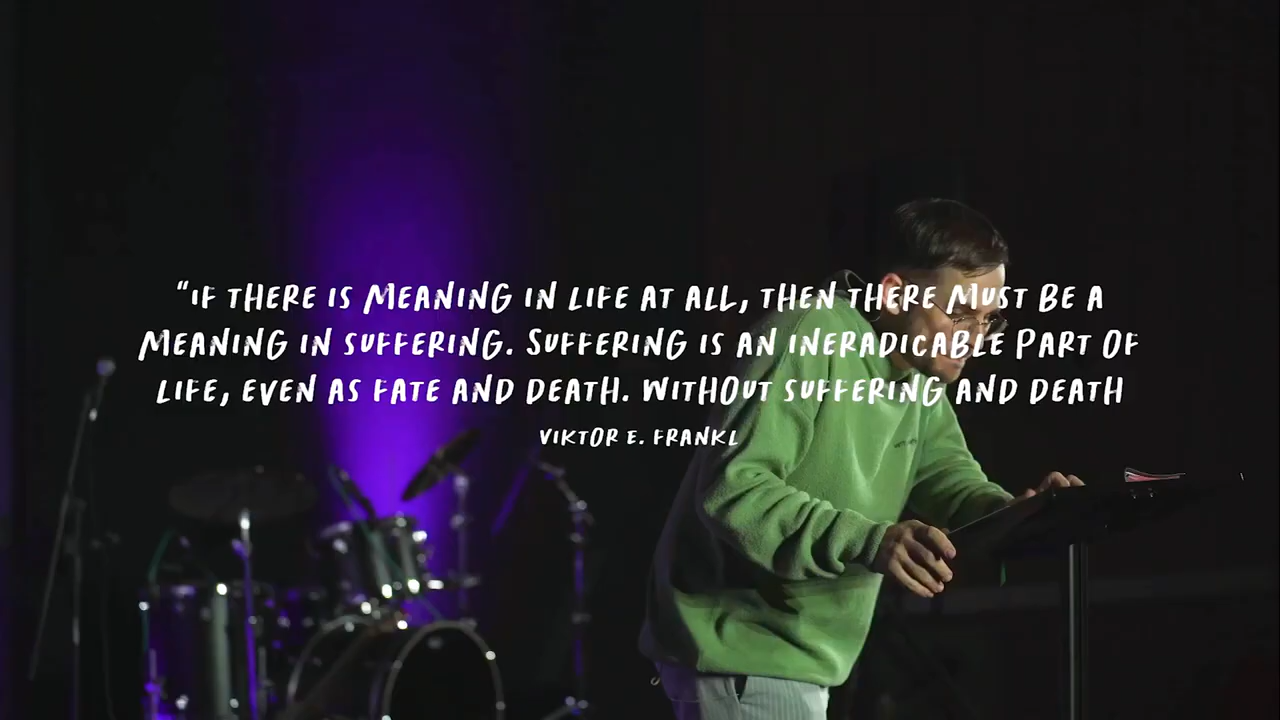 “IF THERE IS MEANING IN LIFE AT ALL, THEN THERE MUST BE A
MEANING IN SUFFERING. SUFFERING IS AN INERADICABLE PART OF
LIFE, EVEN AS FATE AND DEATH. WITHOUT SUFFERING AND DEATH
VIKTOR E. FRANKL